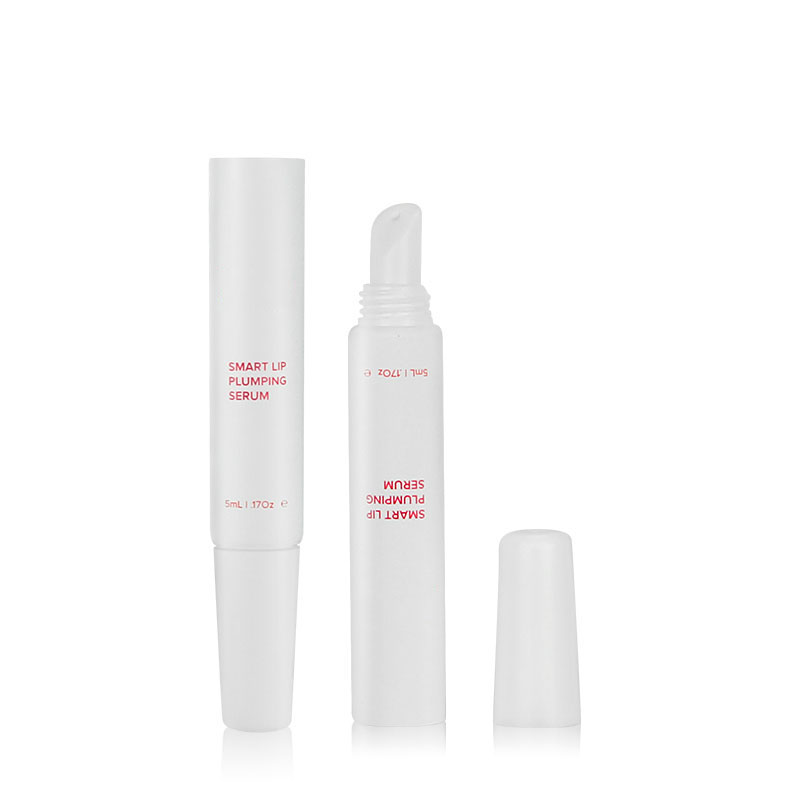 SMART LIP
PLUMPING
SERUM
5mL | .17Oz ℮
SMART LIP
PLUMPING
SERUM
5mL | .17Oz ℮